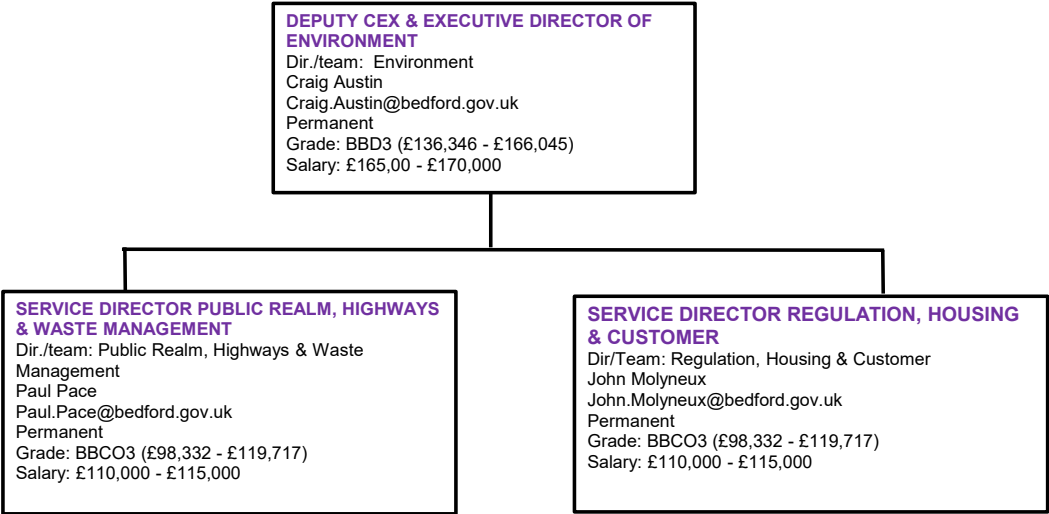 DEPUTY CEX & EXECUTIVE DIRECTOR OF
ENVIRONMENT
Dir./team:  Environment
Craig Austin
Craig.Austin@bedford.gov.uk
Permanent
Grade: BBD3 (£136,346 - £166,045)
Salary: £165,00 - £170,000
SERVICE DIRECTOR PUBLIC REALM, HIGHWAYS
& WASTE MANAGEMENT
Dir./team: Public Realm, Highways & Waste
Management
Paul Pace
Paul.Pace@bedford.gov.uk
Permanent
Grade: BBCO3 (£98,332 - £119,717)
Salary: £110,000 - £115,000
SERVICE DIRECTOR REGULATION, HOUSING
& CUSTOMER
Dir/Team: Regulation, Housing & Customer
John Molyneux
John.Molyneux@bedford.gov.uk
Permanent
Grade: BBCO3 (£98,332 - £119,717)
Salary: £110,000 - £115,000